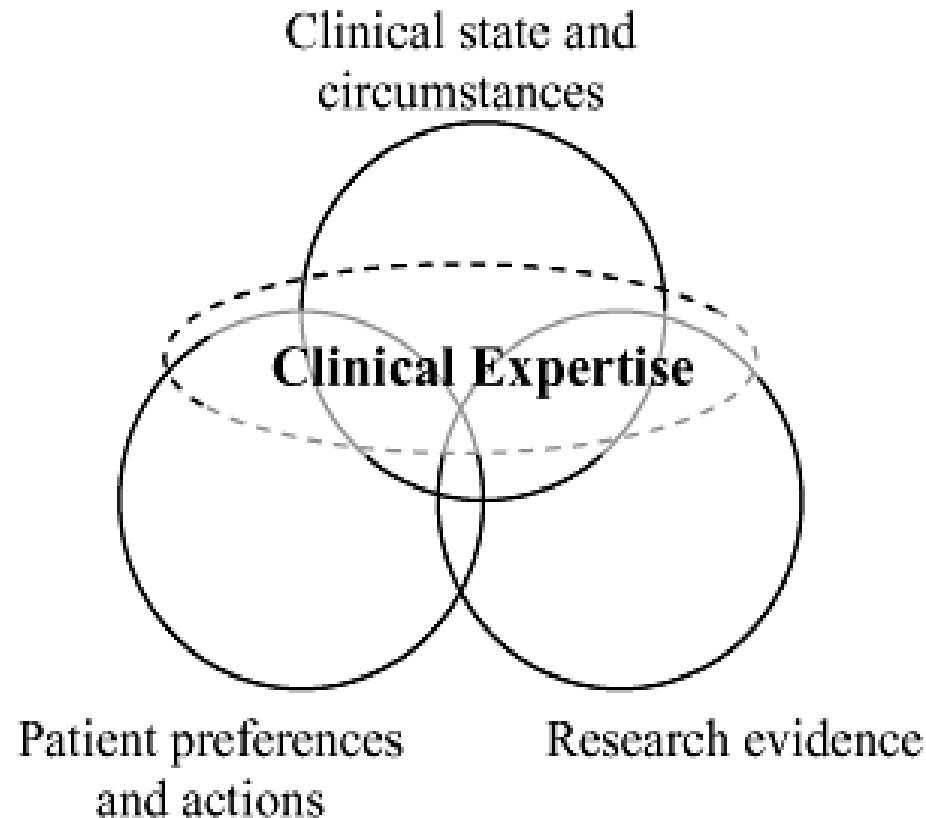 Clinical state and
circumstances
Clinical Expertise
Patient preferences
and actions
Research evidence